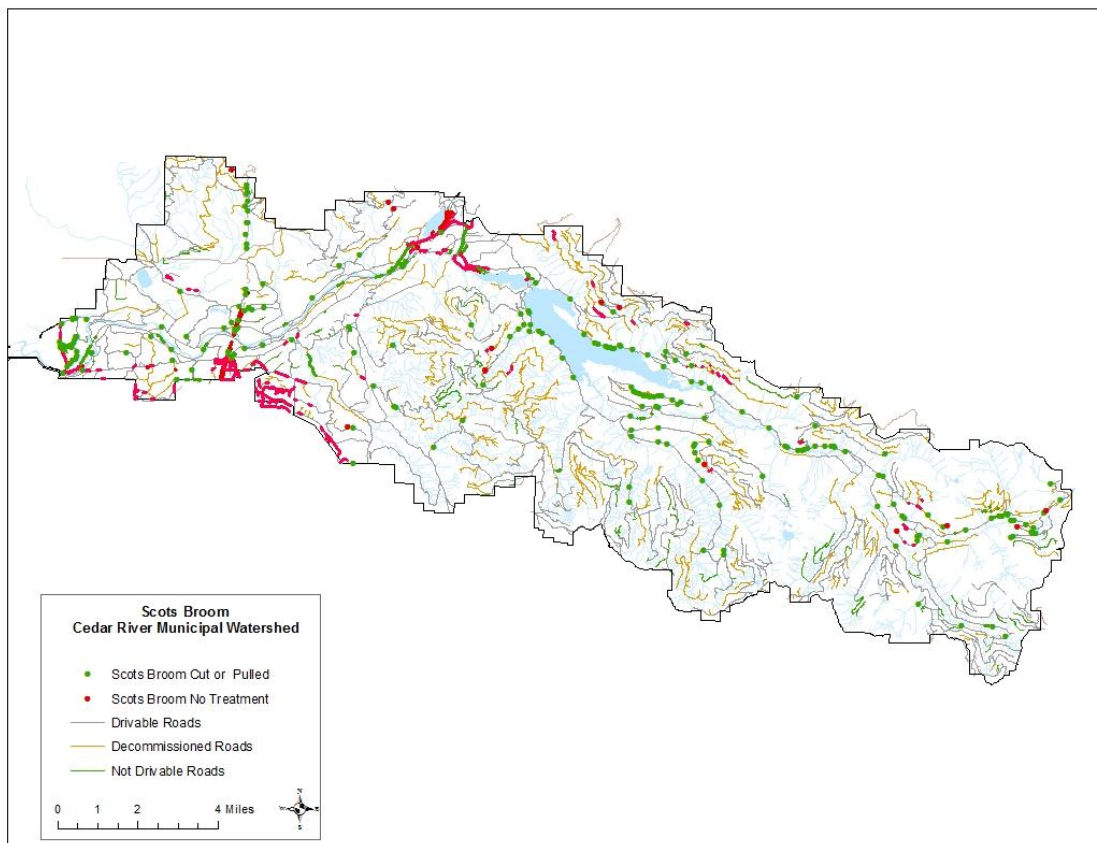 Scots Broom
Cedar River Municipal Watershed
Scots Broom Cut or Pulled
Scots Broom No Treatment
Drivable Roads
Decommissioned Roads
Not Drivable Roads
0 1 2 4 Miles
N
S